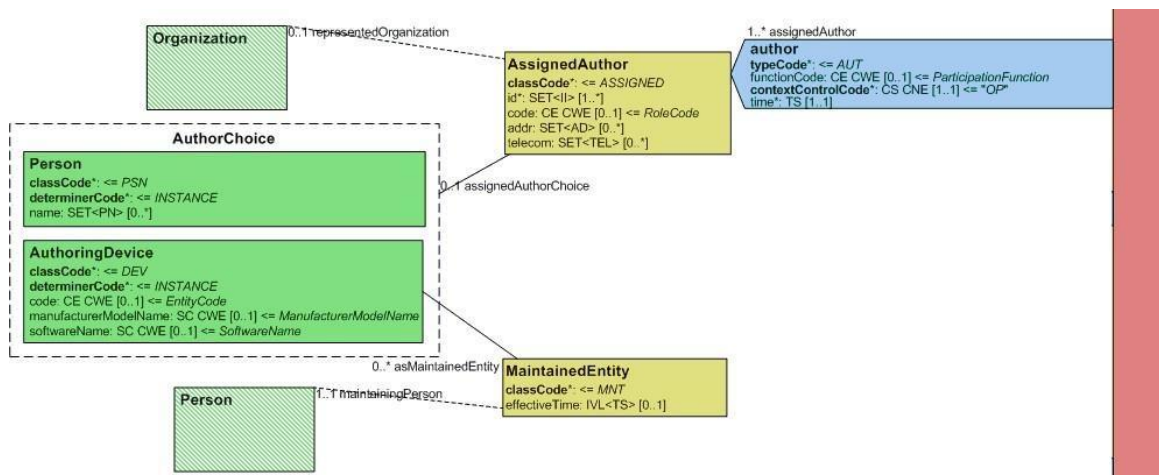 Organization
0..1 representedOrganization
AssignedAuthor
classCode*: <= ASSIGNED
id*: SET<II> [1..*]
code: CE CWE [0..1] <= RoleCode
addr: SET<AD> [0..*]
telecom: SET<TEL> [0..*]
1..* assignedAuthor
author
typeCode*: <= AUT
functionCode: CE CWE [0..1] <= ParticipationFunction
contextControlCode*: CS CNE [1..1] <= "OP"
time*: TS [1..1]
AuthorChoice
Person
classCode*: <= PSN
determinerCode*: <= INSTANCE
name: SET<PN> [0..*]
0..1 assignedAuthorChoice
AuthoringDevice
classCode*: <= DEV
determinerCode*: <= INSTANCE
code: CE CWE [0..1] <= EntityCode
manufacturerModelName: SC CWE [0..1] <= ManufacturerModelName
softwareName: SC CWE [0..1] <= SoftwareName
0..* asMaintainedEntity
MaintainedEntity
classCode*: <= MNT
effectiveTime: IVL<TS> [0..1]
Person
1..1 maintainingPerson